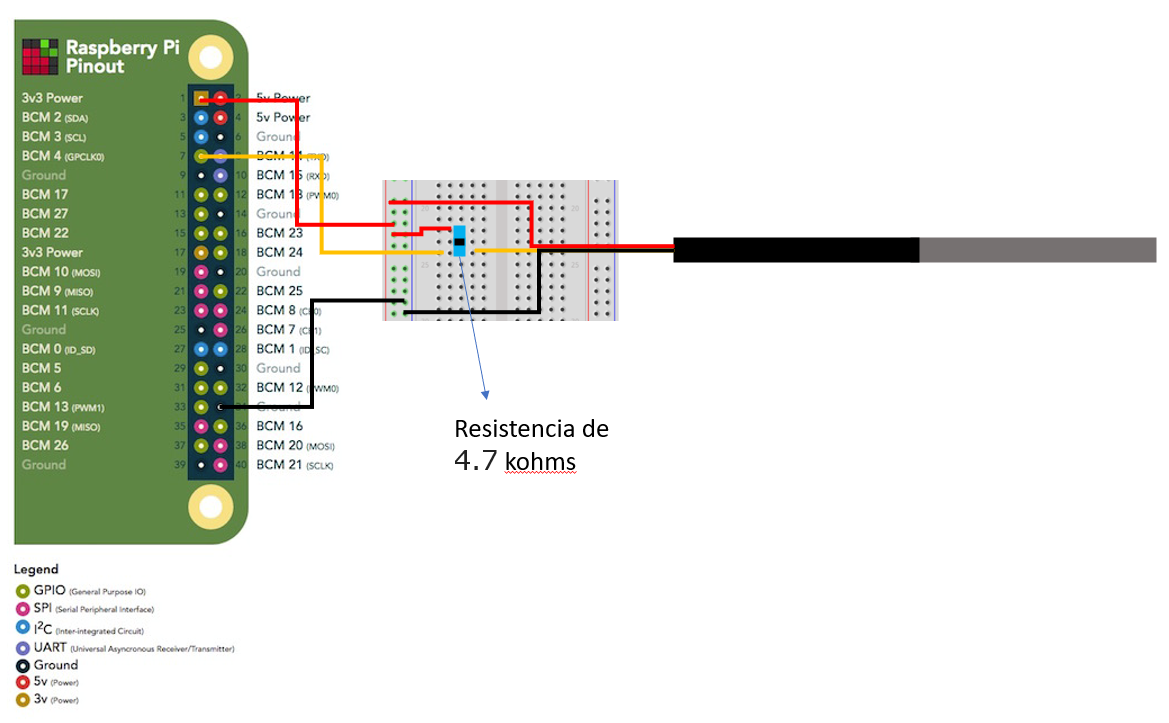 Raspberry Pi
Pinout
3v3 Power 1 2 5v Power
BCM 2 (SDA) 3 4 5v Power
BCM 3 (SCL) 5 6 Ground
BCM 4 (GPCLK0) 7 BCM 14 (TXD)
Ground 9 10 BCM 15 (RXD)
BCM 17 11 12 BCM 18 (PWM0)
BCM 27 13 14 Ground
BCM 22 15 16 BCM 23
3v3 Power 17 18 BCM 24
BCM 10 (MOSI) 19 20 Ground
BCM 9 (MISO) 21 22 BCM 25
BCM 11 (SCLK) 23 24 BCM 8 (CE0)
Ground 25 26 BCM 7 (CE1)
BCM 0 (ID_SD) 27 28 BCM 1 (ID_SC)
BCM 5 29 30 Ground
BCM 6 31 32 BCM 12 (PWM0)
BCM 13 (PWM1) 33 Ground
BCM 19 (MISO) 35 36 BCM 16
BCM 26 37 38 BCM 20 (MOSI)
Ground 39 40 BCM 21 (SCLK)
20
25 25
Resistencia de
4.7 kohms
Legend
GPIO (General Purpose IO)
SPI (Serial Peripheral Interface)
I²C (Inter-integrated Circuit)
UART (Universal Asyncronous Receiver/Transmitter)
Ground
5v (Power)
3v (Power)